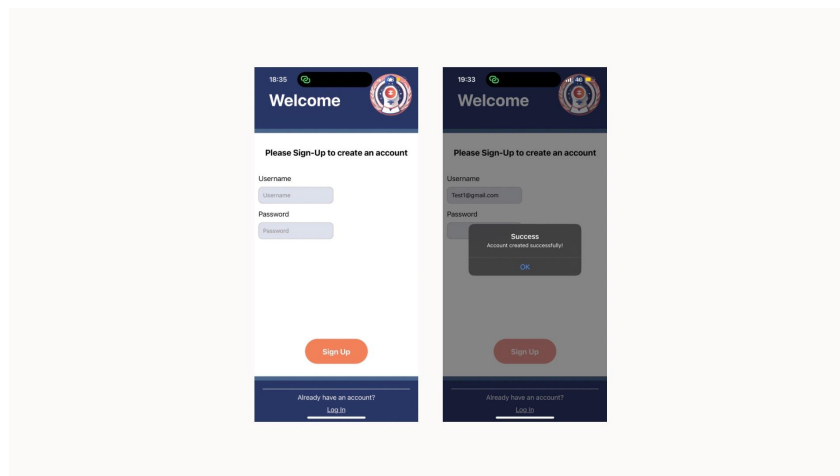 18:35
Welcome
Please Sign-Up to create an account
Username
Username
Password
Password
Sign Up
Already have an account?
Log In
19:33
4G
Welcome
Please Sign-Up to create an account
Username
Test1@gmail.com
Password
Success
Account created successfully!
OK
Sign Up
Already have an account?
Log In